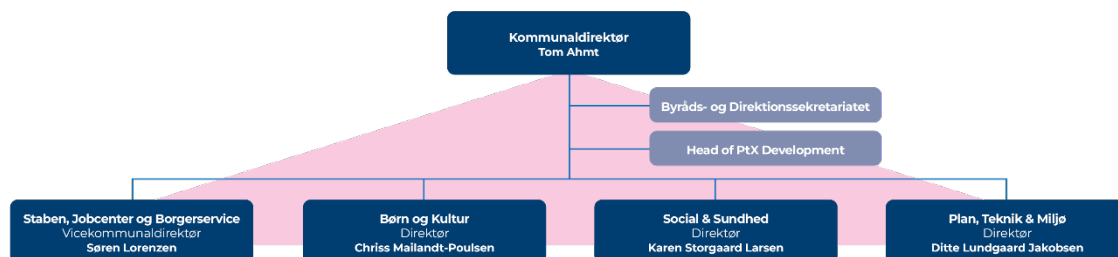 Kommunaldirektør
Tom Ahmt
Byråds- og Direktionssekretariatet
Head of PtX Development
Staben, Jobcenter og Borgerservice
Vicekommunaldirektør
Søren Lorenzen
Børn og Kultur
Direktør
Chriss Mailandt-Poulsen
Social & Sundhed
Direktør
Karen Storgaard Larsen
Plan, Teknik & Miljø
Direktør
Ditte Lundgaard Jakobsen